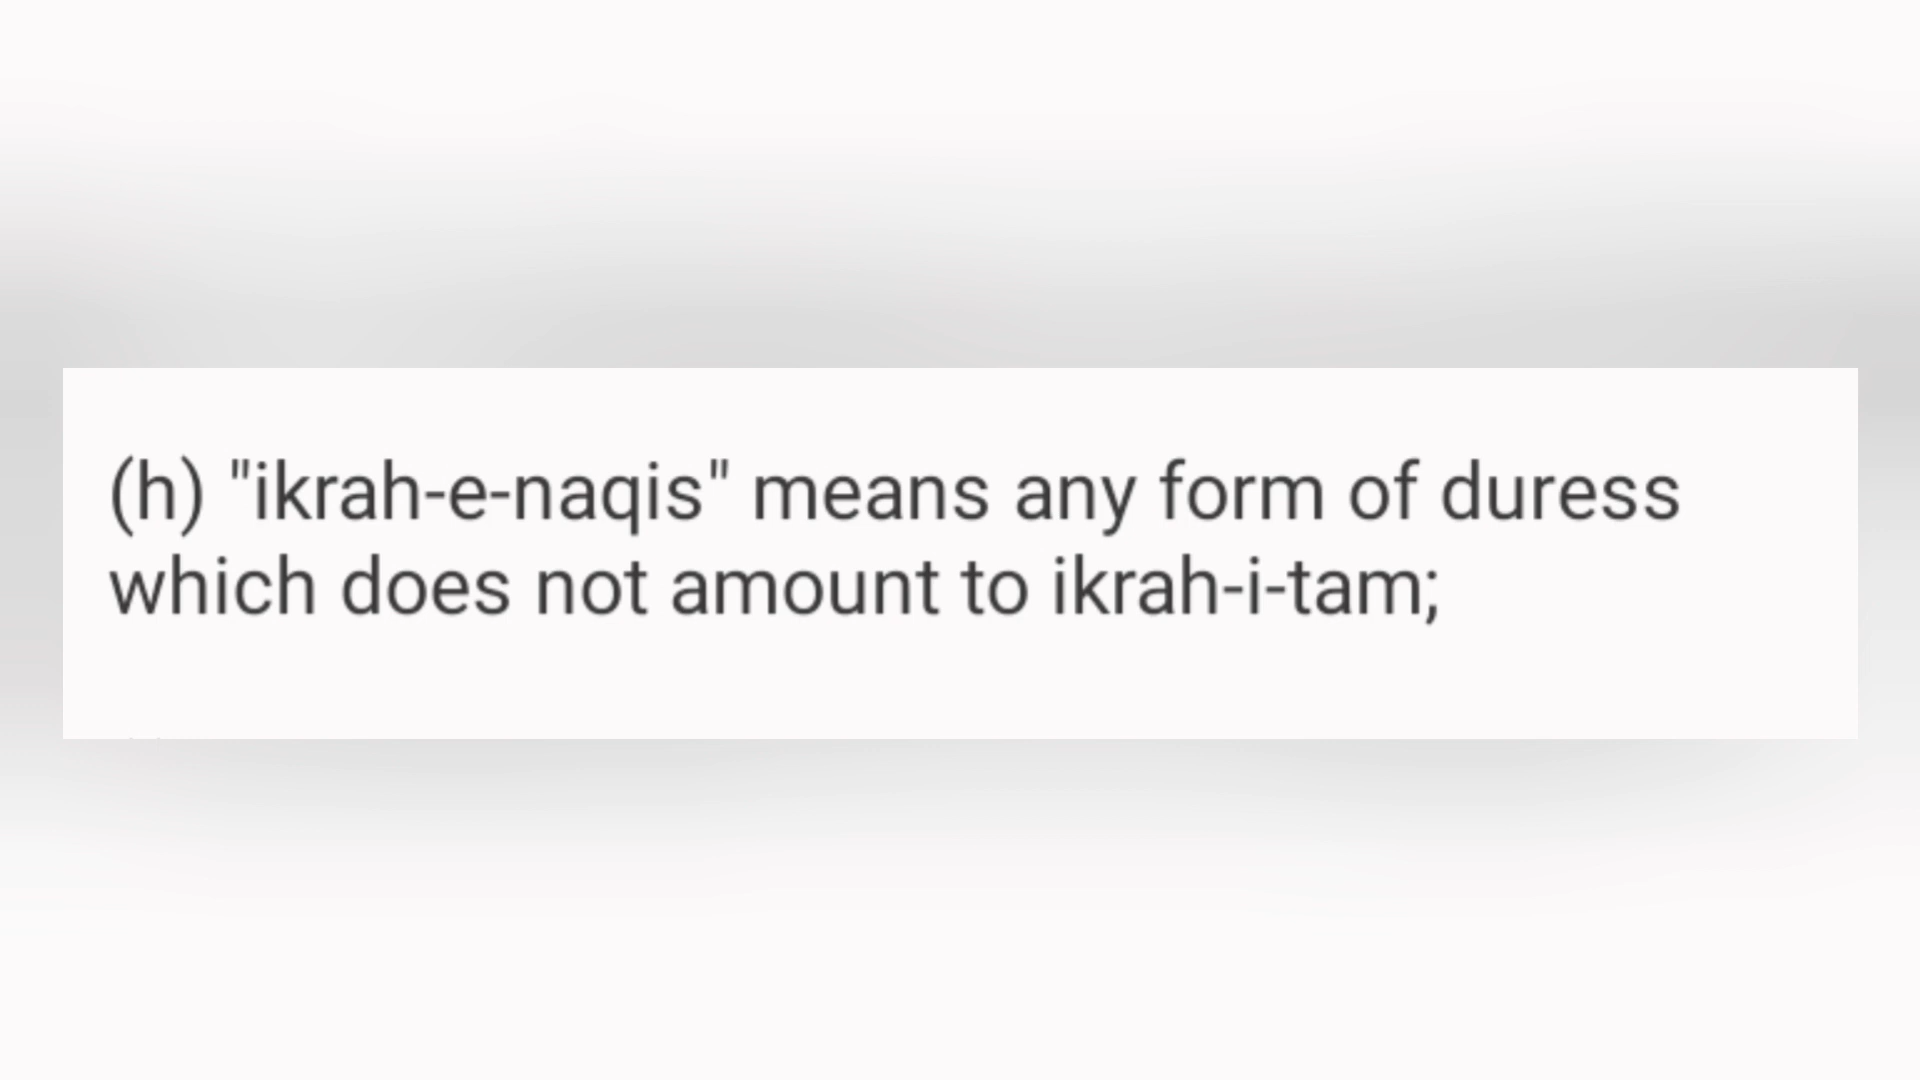 (h) "ikrah-e-naqis" means any form of duress
which does not amount to ikrah-i-tam;